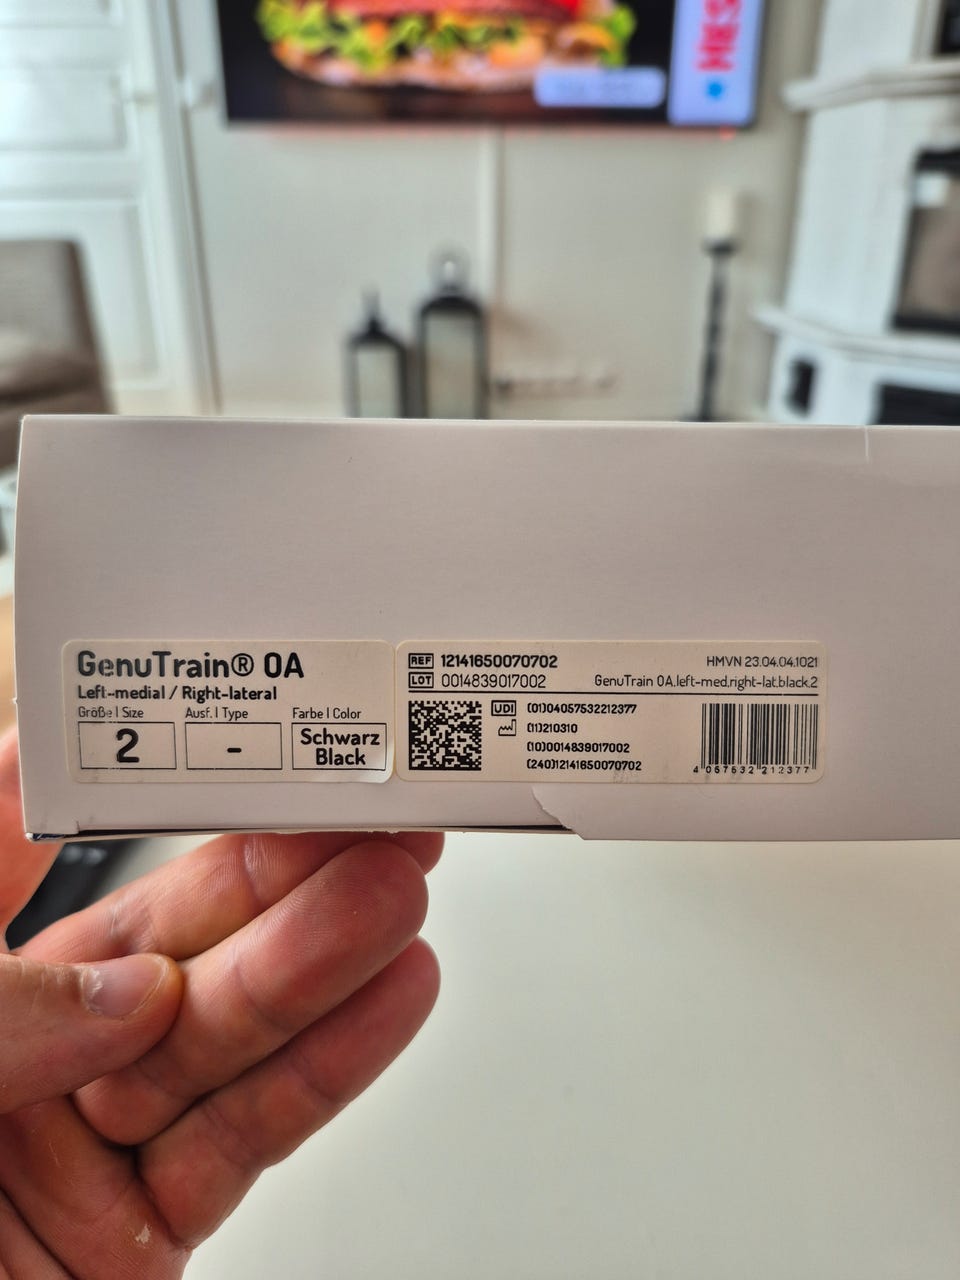 GenuTrain® OA
Left-medial / Right-lateral
Größe | Size
Ausf. | Type
Farbe | Color
2
-
Schwarz
Black
REF 12141650070702
LOT 0014839017002
HMVN 23.04.04.1021
GenuTrain OA.left-med,right-lat.black.2
UDI (01)04057532212377
(11)210310
(10)0014839017002
(240)12141650070702
4 057532 212377